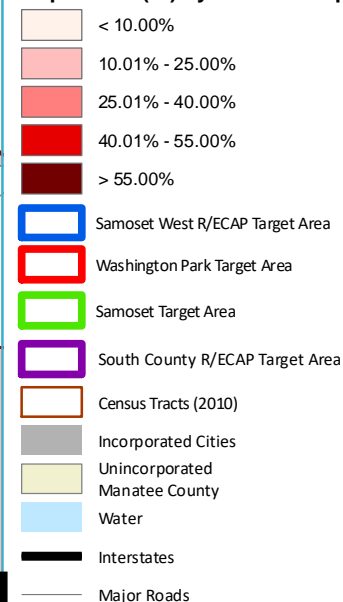 < 10.00%
10.01% - 25.00%
25.01% - 40.00%
40.01% - 55.00%
> 55.00%
Samoset West R/ECAP Target Area
Washington Park Target Area
Samoset Target Area
South County R/ECAP Target Area
Census Tracts (2010)
Incorporated Cities
Unincorporated
Manatee County
Water
Interstates
Major Roads